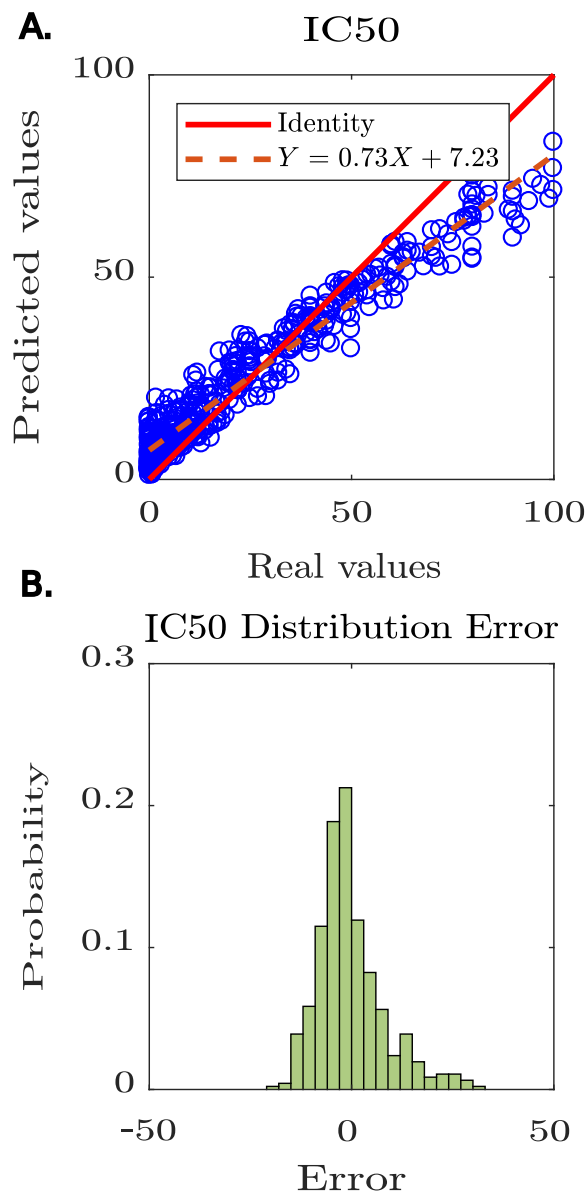 A.
IC50
100
Identity
Y = 0.73X + 7.23
Predicted values
50
0
0 50 100
Real values
B.
IC50 Distribution Error
0.3
0.2
Probability
0.1
0
-50 0 50
Error